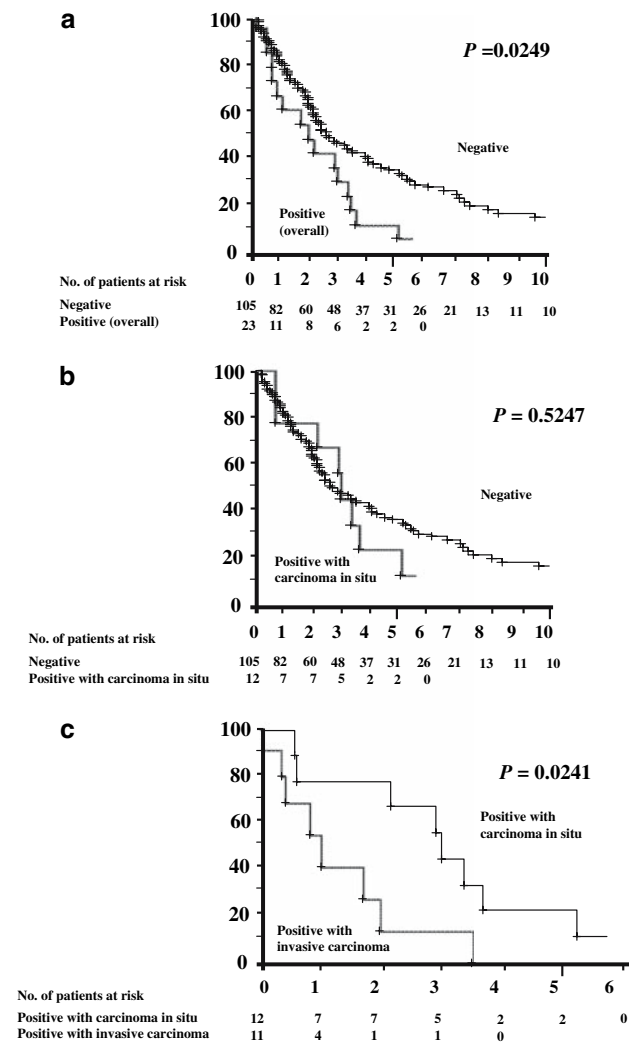 a
P =0.0249
100
80
60
40
20
0
Negative
Positive
(overall)
0 1 2 3 4 5 6 7 8 9 10
No. of patients at risk
Negative 105 82 60 48 37 31 26 21 13 11 10
Positive (overall) 23 11 8 6 2 2 0
b
P = 0.5247
100
80
60
40
20
0
Negative
Positive with
carcinoma in situ
0 1 2 3 4 5 6 7 8 9 10
No. of patients at risk
Negative 105 82 60 48 37 31 26 21 13 11 10
Positive with carcinoma in situ 12 7 7 5 2 2 0
c
P = 0.0241
100
80
60
40
20
0
Positive with
carcinoma in situ
Positive with
invasive carcinoma
0 1 2 3 4 5 6
No. of patients at risk
Positive with carcinoma in situ 12 7 7 5 2 2 0
Positive with invasive carcinoma 11 4 1 1 0